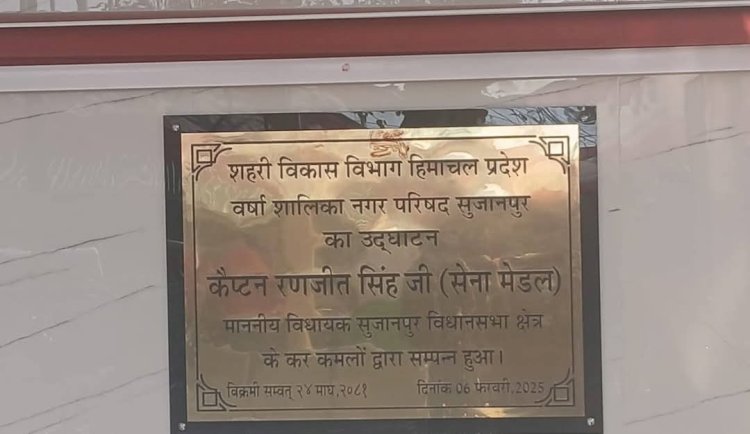 शहरी विकास विभाग हिमाचल प्रदेश
वर्षा शालिका नगर परिषद सुजानपुर
का उद्घाटन
कैप्टन रणजीत सिंह जी (सेना मेडल)
माननीय विधायक सुजानपुर विधानसभा क्षेत्र
के कर कमलों द्वारा सम्पन्न हुआ।
विक्रमी सम्वत् २४ माघ,२०८१ दिनांक 06 फरवरी, 2025